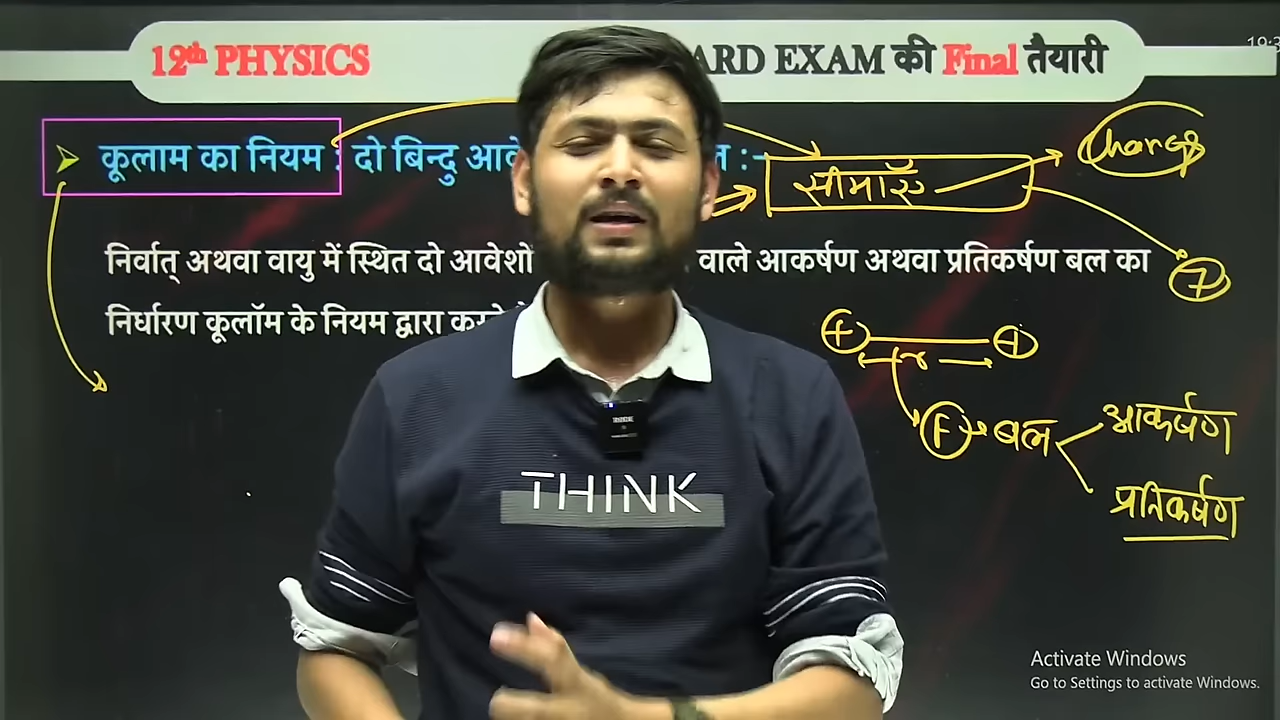 12th PHYSICS ARD EXAM की Final तैयारी
कूलाम का नियम : दो बिन्दु आवे ल :-
सीमाए
Charge
निर्वात् अथवा वायु में स्थित दो आवेशों वाले आकर्षण अथवा प्रतिकर्षण बल का
निर्धारण कूलॉम के नियम द्वारा करते
+ r +
F बल आकर्षण
प्रतिकर्षण
THINK
Activate Windows
Go to Settings to activate Windows.